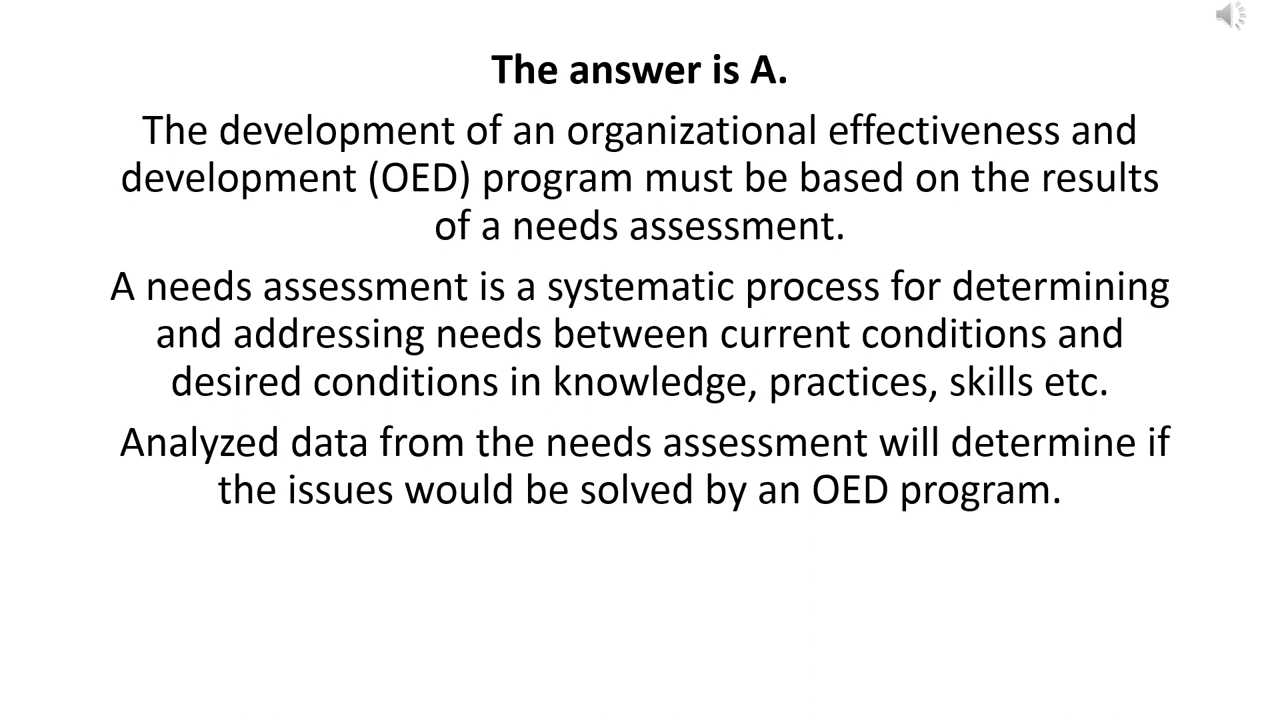 The answer is A.
The development of an organizational effectiveness and
development (OED) program must be based on the results
of a needs assessment.
A needs assessment is a systematic process for determining
and addressing needs between current conditions and
desired conditions in knowledge, practices, skills etc.
Analyzed data from the needs assessment will determine if
the issues would be solved by an OED program.